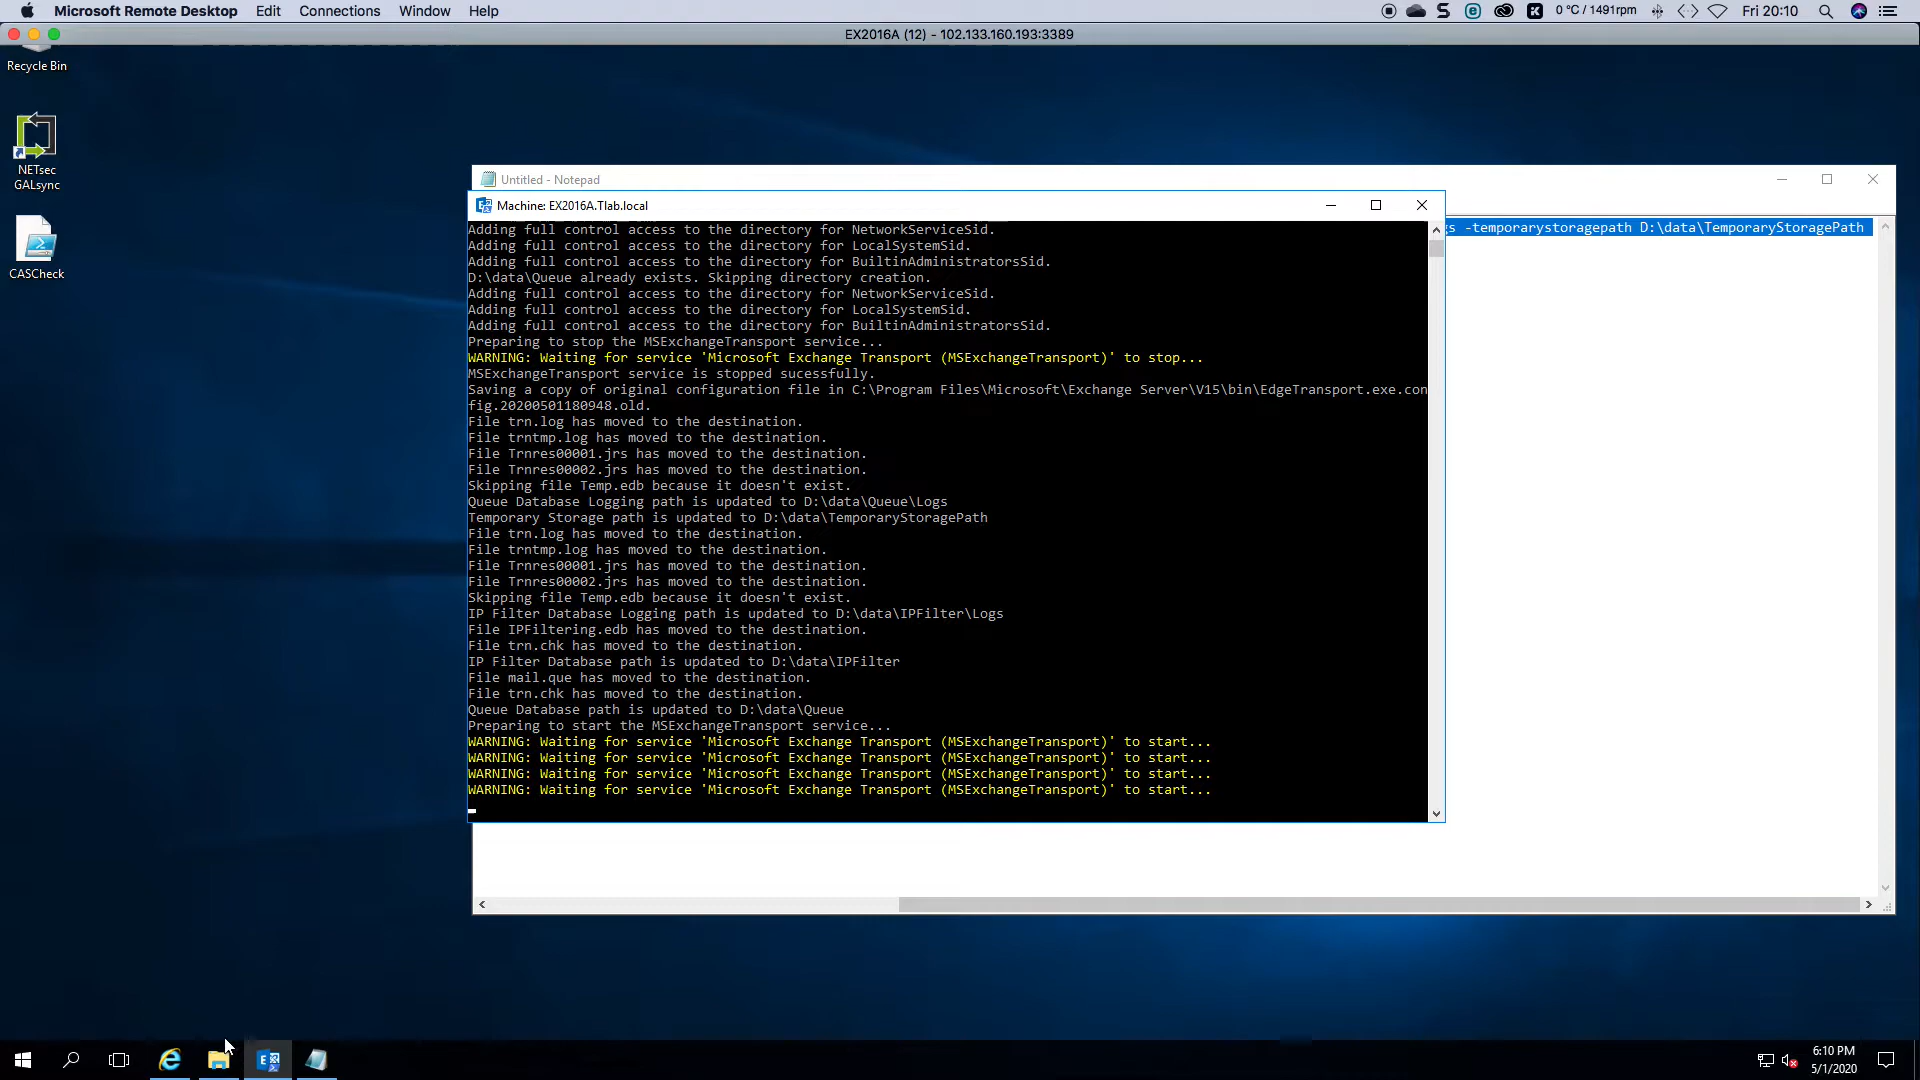 Microsoft Remote Desktop Edit Connections Window Help
0 °C / 1491rpm Fri 20:10
EX2016A (12) - 102.133.160.193:3389
Recycle Bin
NETsec
GALsync
CASCheck
Untitled - Notepad
s -temporarystoragepath D:\data\TemporaryStoragePath
Machine: EX2016A.Tlab.local
Adding full control access to the directory for NetworkServiceSid.
Adding full control access to the directory for LocalSystemSid.
Adding full control access to the directory for BuiltinAdministratorsSid.
D:\data\Queue already exists. Skipping directory creation.
Adding full control access to the directory for NetworkServiceSid.
Adding full control access to the directory for LocalSystemSid.
Adding full control access to the directory for BuiltinAdministratorsSid.
Preparing to stop the MSExchangeTransport service...
WARNING: Waiting for service 'Microsoft Exchange Transport (MSExchangeTransport)' to stop...
MSExchangeTransport service is stopped sucessfully.
Saving a copy of original configuration file in C:\Program Files\Microsoft\Exchange Server\V15\bin\EdgeTransport.exe.con
fig.20200501180948.old.
File trn.log has moved to the destination.
File trntmp.log has moved to the destination.
File Trnres00001.jrs has moved to the destination.
File Trnres00002.jrs has moved to the destination.
Skipping file Temp.edb because it doesn't exist.
Queue Database Logging path is updated to D:\data\Queue\Logs
Temporary Storage path is updated to D:\data\TemporaryStoragePath
File trn.log has moved to the destination.
File trntmp.log has moved to the destination.
File Trnres00001.jrs has moved to the destination.
File Trnres00002.jrs has moved to the destination.
Skipping file Temp.edb because it doesn't exist.
IP Filter Database Logging path is updated to D:\data\IPFilter\Logs
File IPFiltering.edb has moved to the destination.
File trn.chk has moved to the destination.
IP Filter Database path is updated to D:\data\IPFilter
File mail.que has moved to the destination.
File trn.chk has moved to the destination.
Queue Database path is updated to D:\data\Queue
Preparing to start the MSExchangeTransport service...
WARNING: Waiting for service 'Microsoft Exchange Transport (MSExchangeTransport)' to start...
WARNING: Waiting for service 'Microsoft Exchange Transport (MSExchangeTransport)' to start...
WARNING: Waiting for service 'Microsoft Exchange Transport (MSExchangeTransport)' to start...
WARNING: Waiting for service 'Microsoft Exchange Transport (MSExchangeTransport)' to start...
6:10 PM
5/1/2020